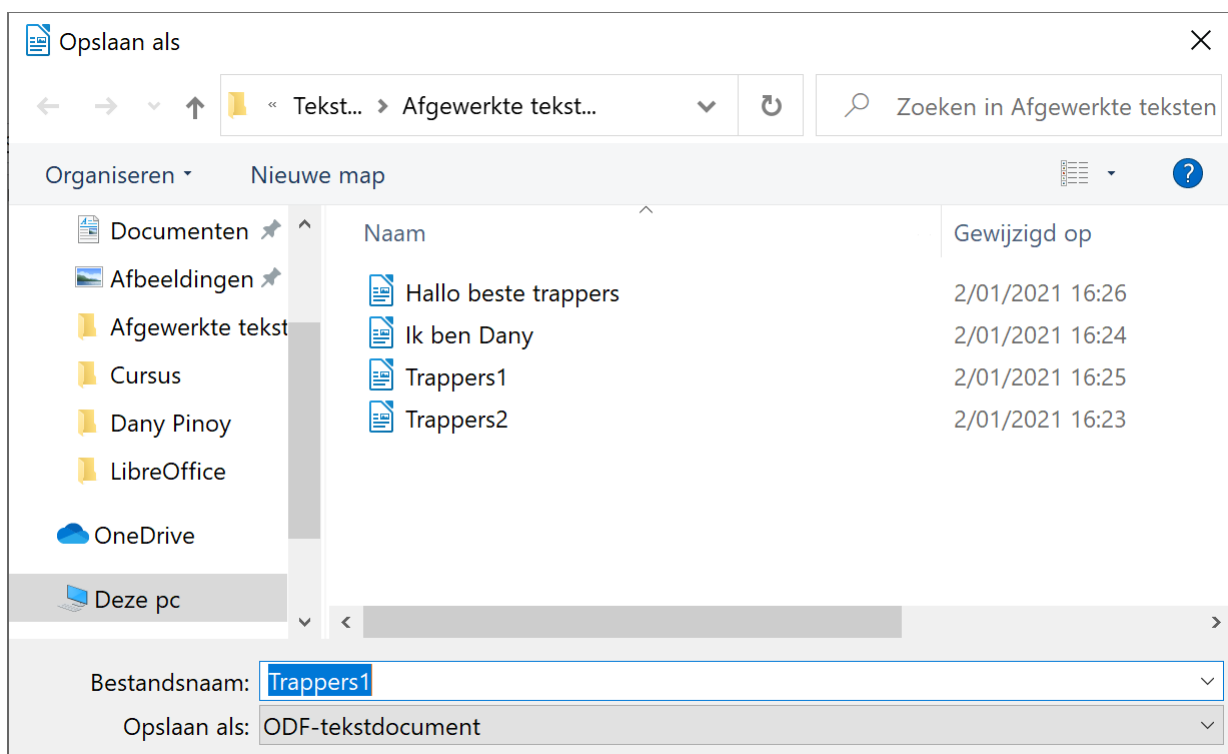 Opslaan als
« Tekst... > Afgewerkte tekst...
Zoeken in Afgewerkte teksten
Organiseren
Nieuwe map
?
Documenten
Afbeeldingen
Afgewerkte tekst
Cursus
Dany Pinoy
LibreOffice
OneDrive
Deze pc
Naam Gewijzigd op
Hallo beste trappers 2/01/2021 16:26
Ik ben Dany 2/01/2021 16:24
Trappers1 2/01/2021 16:25
Trappers2 2/01/2021 16:23
Bestandsnaam: Trappers1
Opslaan als: ODF-tekstdocument